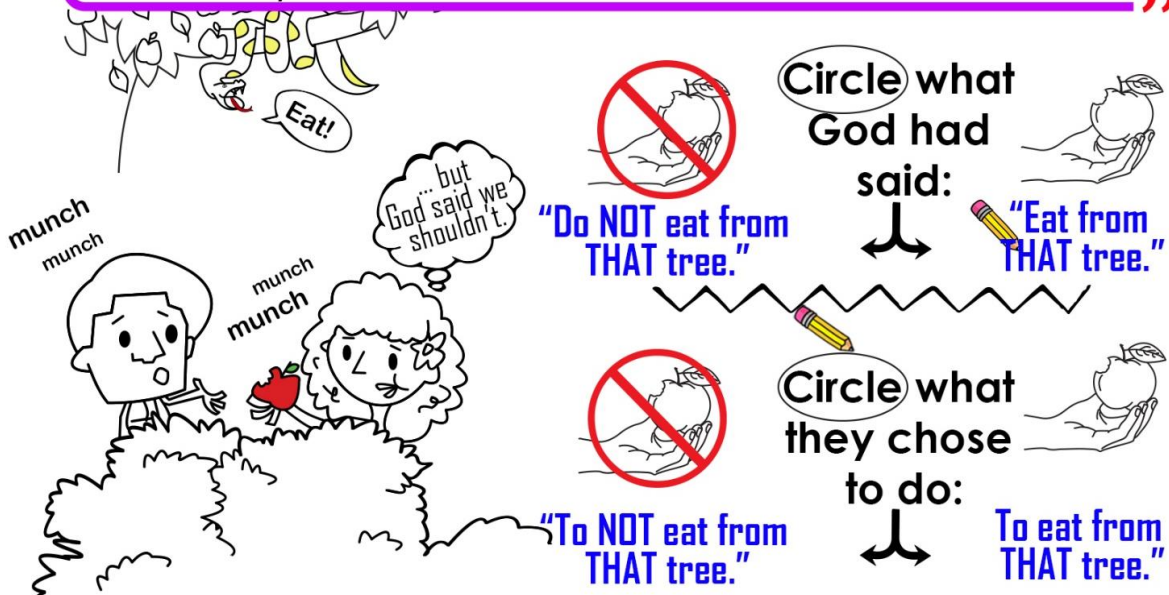 Eat!
... but
God said we
shouldn't.
munch
munch
munch
munch
Circle what
God had
said:
“Do NOT eat from
THAT tree.”
“Eat from
THAT tree.”
Circle what
they chose
to do:
“To NOT eat from
THAT tree.”
To eat from
THAT tree.”